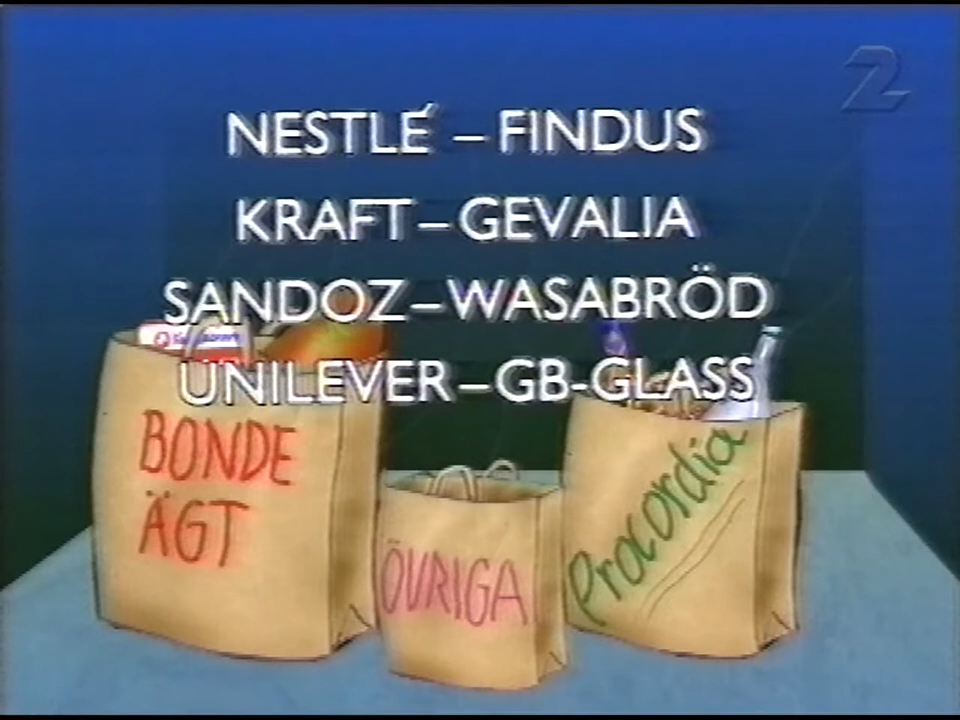 2
NESTLÉ – FINDUS
KRAFT – GEVALIA
SANDOZ – WASABRÖD
UNILEVER – GB-GLASS
BONDE
ÄGT
ÖVRIGA
Procordia